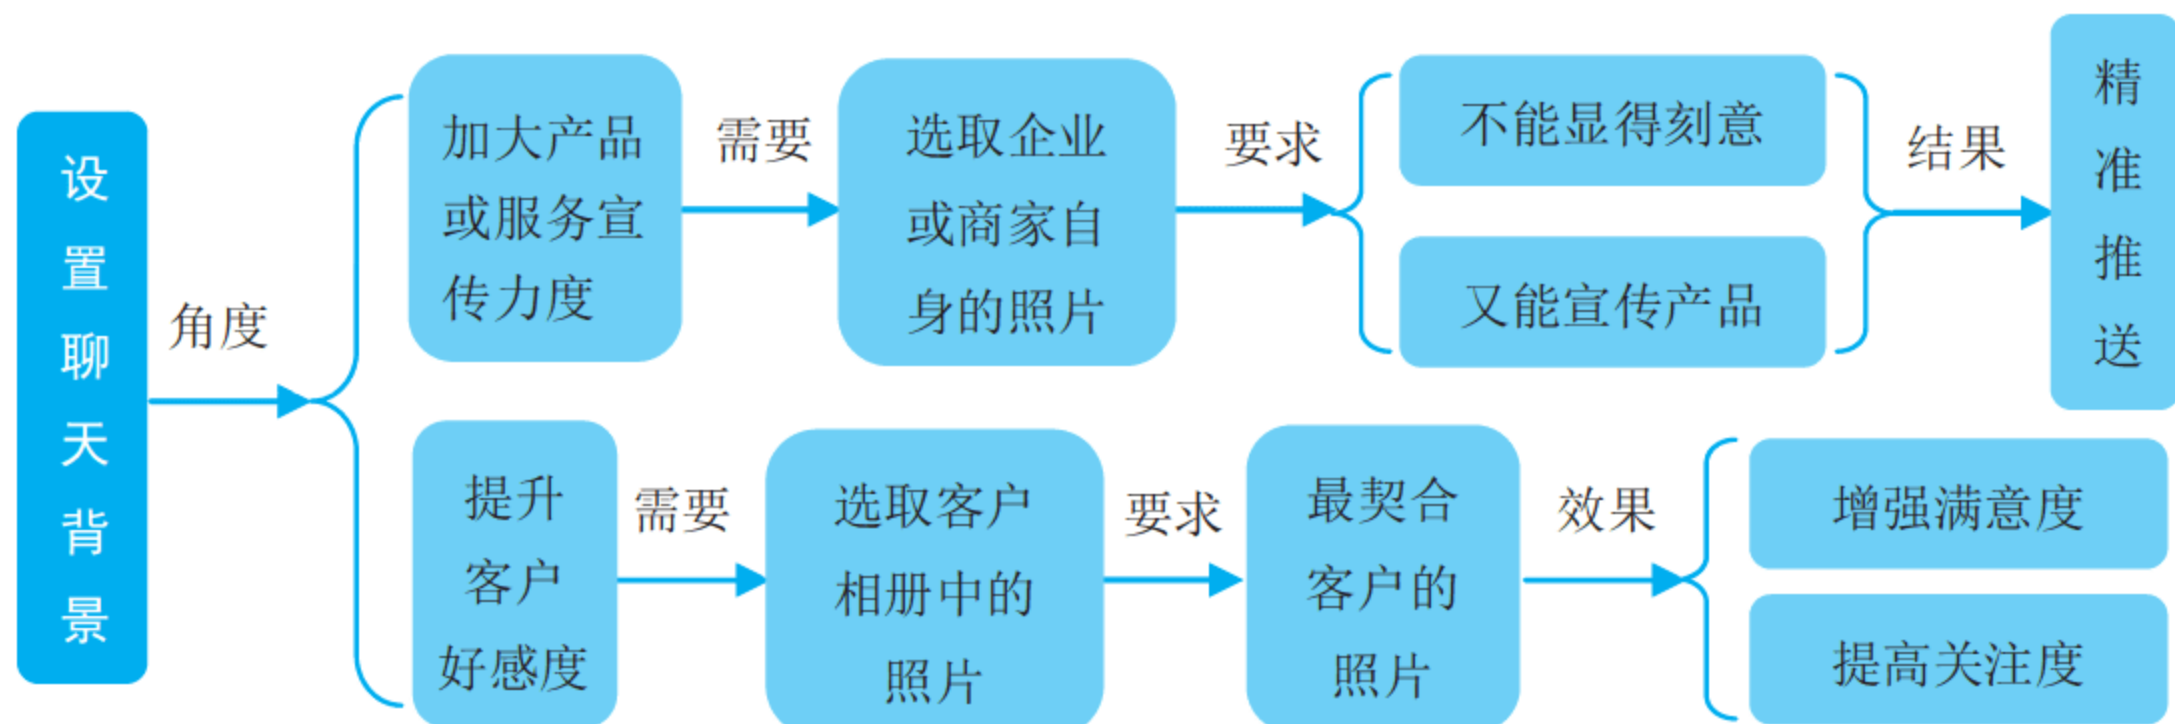 设置聊天背景
角度
加大产品
或服务宣
传力度
需要
选取企业
或商家自
身的照片
要求
不能显得刻意
又能宣传产品
结果
精准推送
提升
客户
好感度
需要
选取客户
相册中的
照片
要求
最契合
客户的
照片
效果
增强满意度
提高关注度